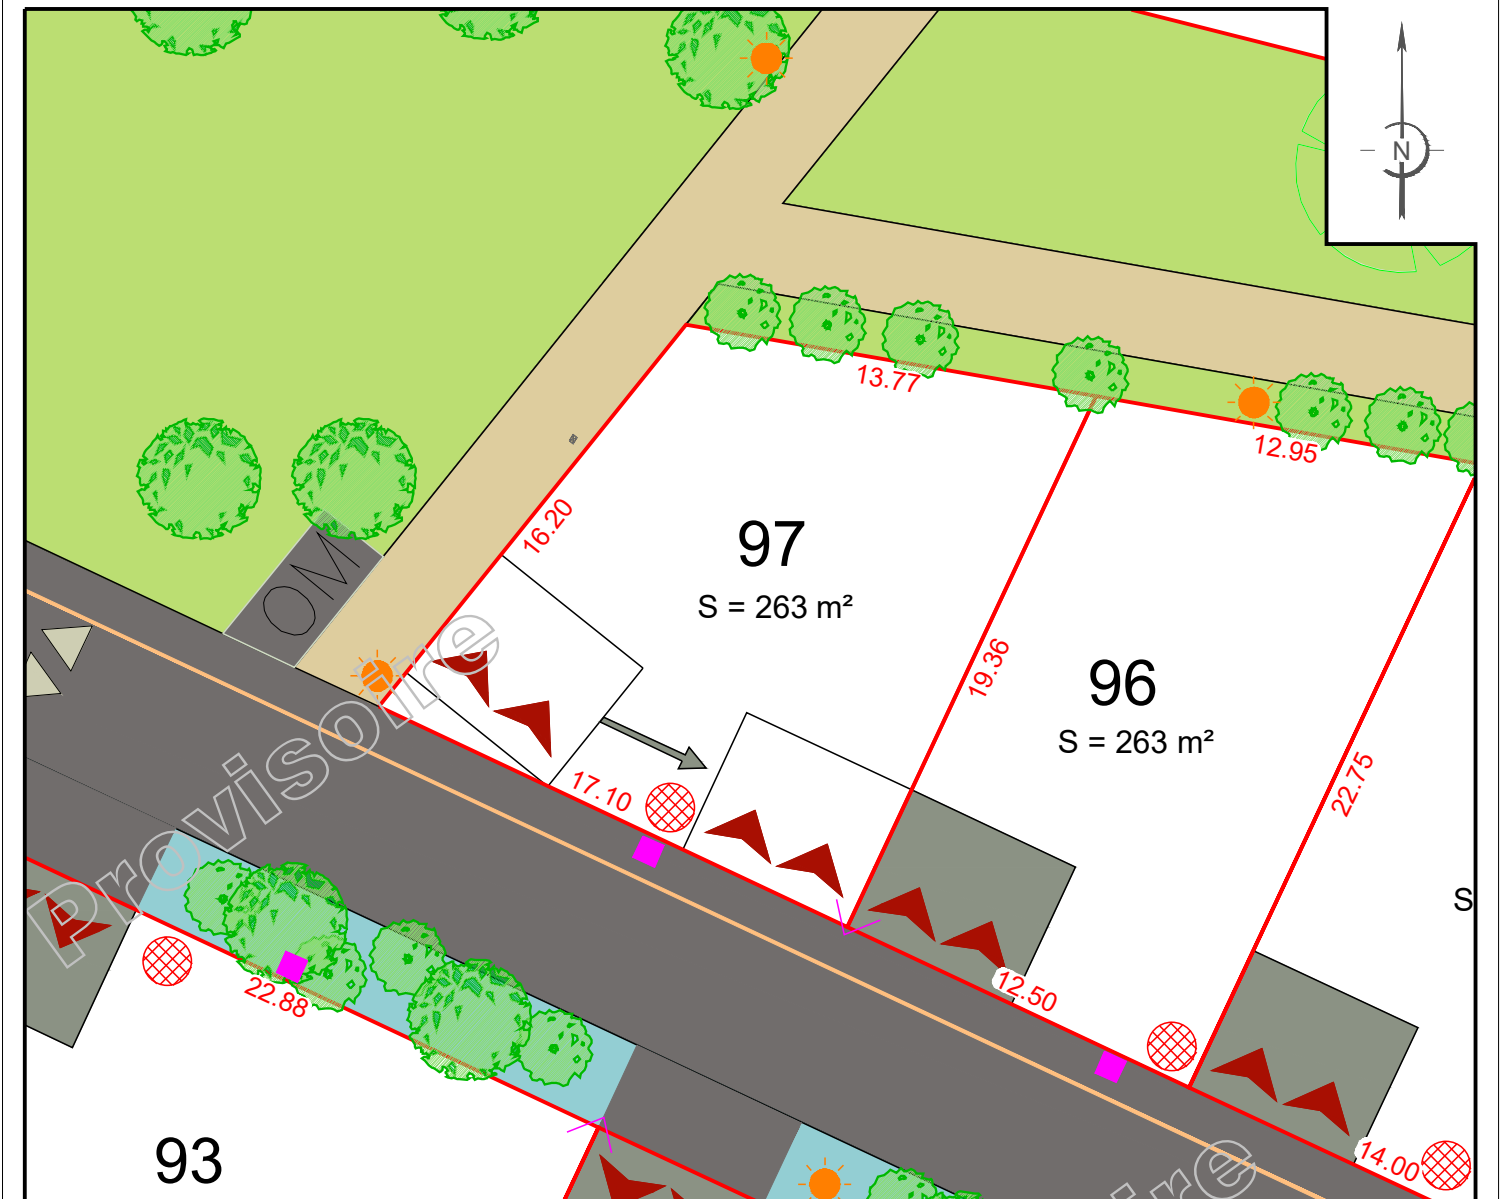 N
13.77
12.95
16.20
97
S = 263 m²
OM
19.36
96
S = 263 m²
Provisoire
17.10
22.75
S
22.88
12.50
93
14.00
ire